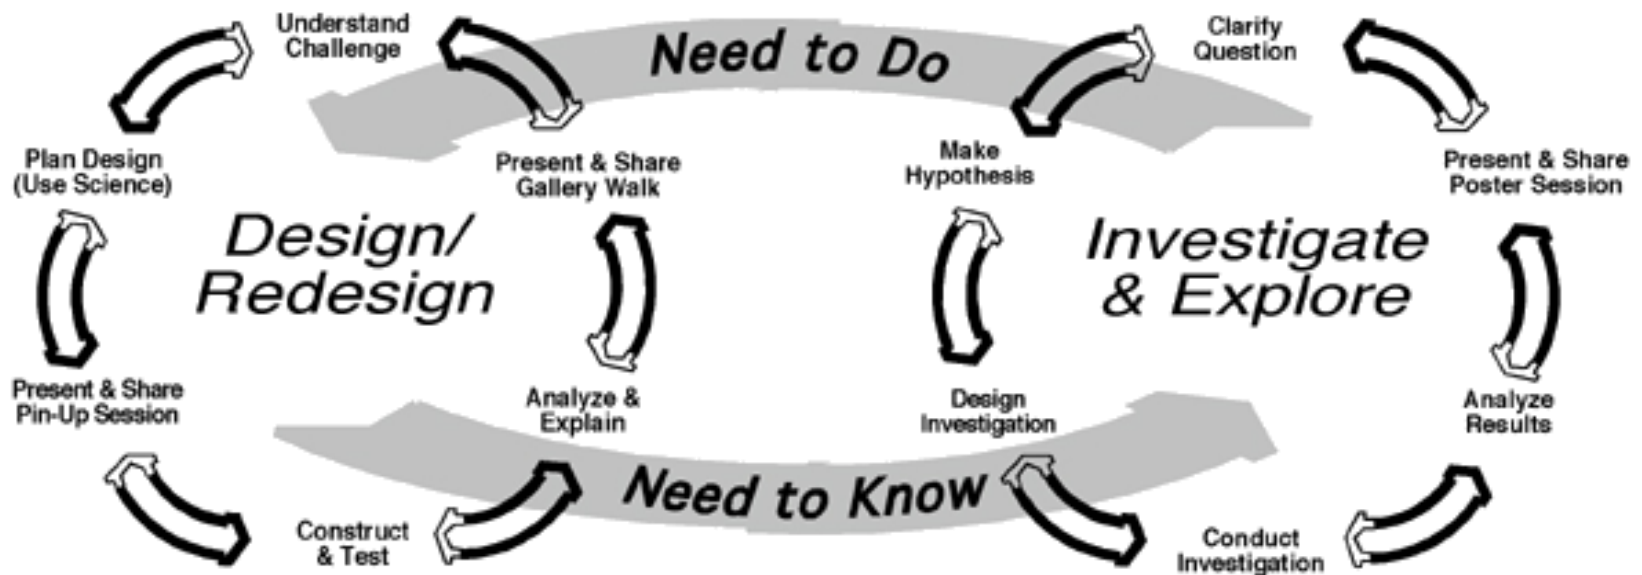 Understand
Challenge
Need to Do
Clarify
Question
Plan Design
(Use Science)
Present & Share
Gallery Walk
Make
Hypothesis
Present & Share
Poster Session
Design/
Redesign
Investigate
& Explore
Present & Share
Pin-Up Session
Analyze &
Explain
Design
Investigation
Analyze
Results
Need to Know
Construct
& Test
Conduct
Investigation